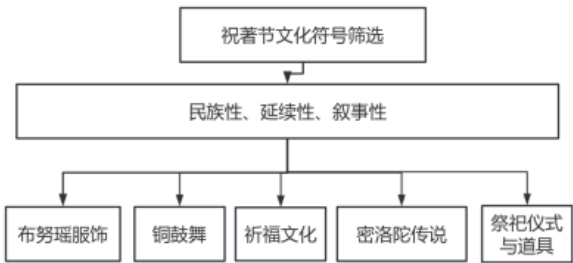 祝著节文化符号筛选
民族性、延续性、叙事性
布努瑶服饰
铜鼓舞
祈福文化
密洛陀传说
祭祀仪式
与道具